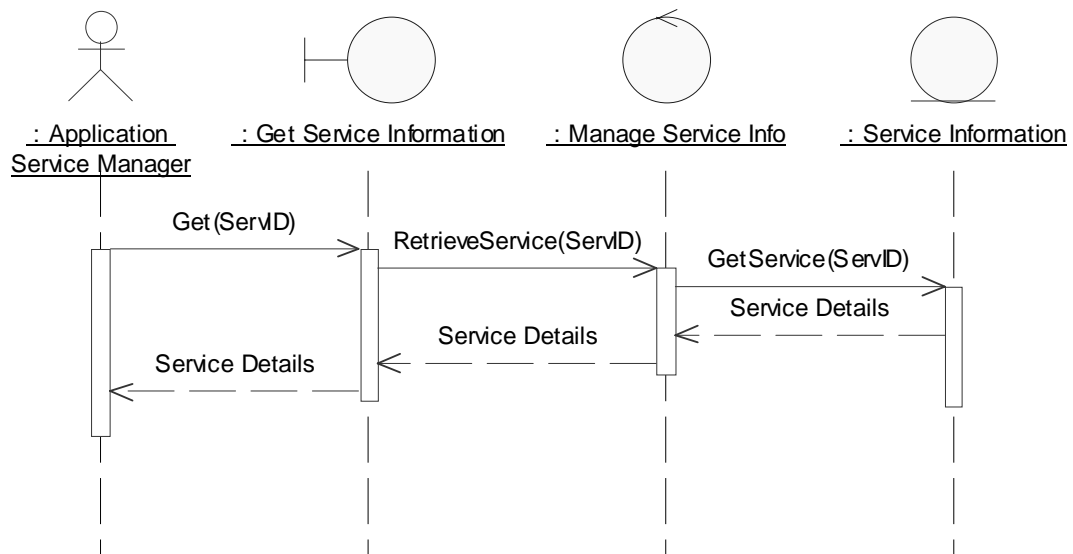 : Application
Service Manager
: Get Service Information
: Manage Service Info
: Service Information
Get(ServID)
RetrieveService(ServID)
GetService(ServID)
Service Details
Service Details
Service Details